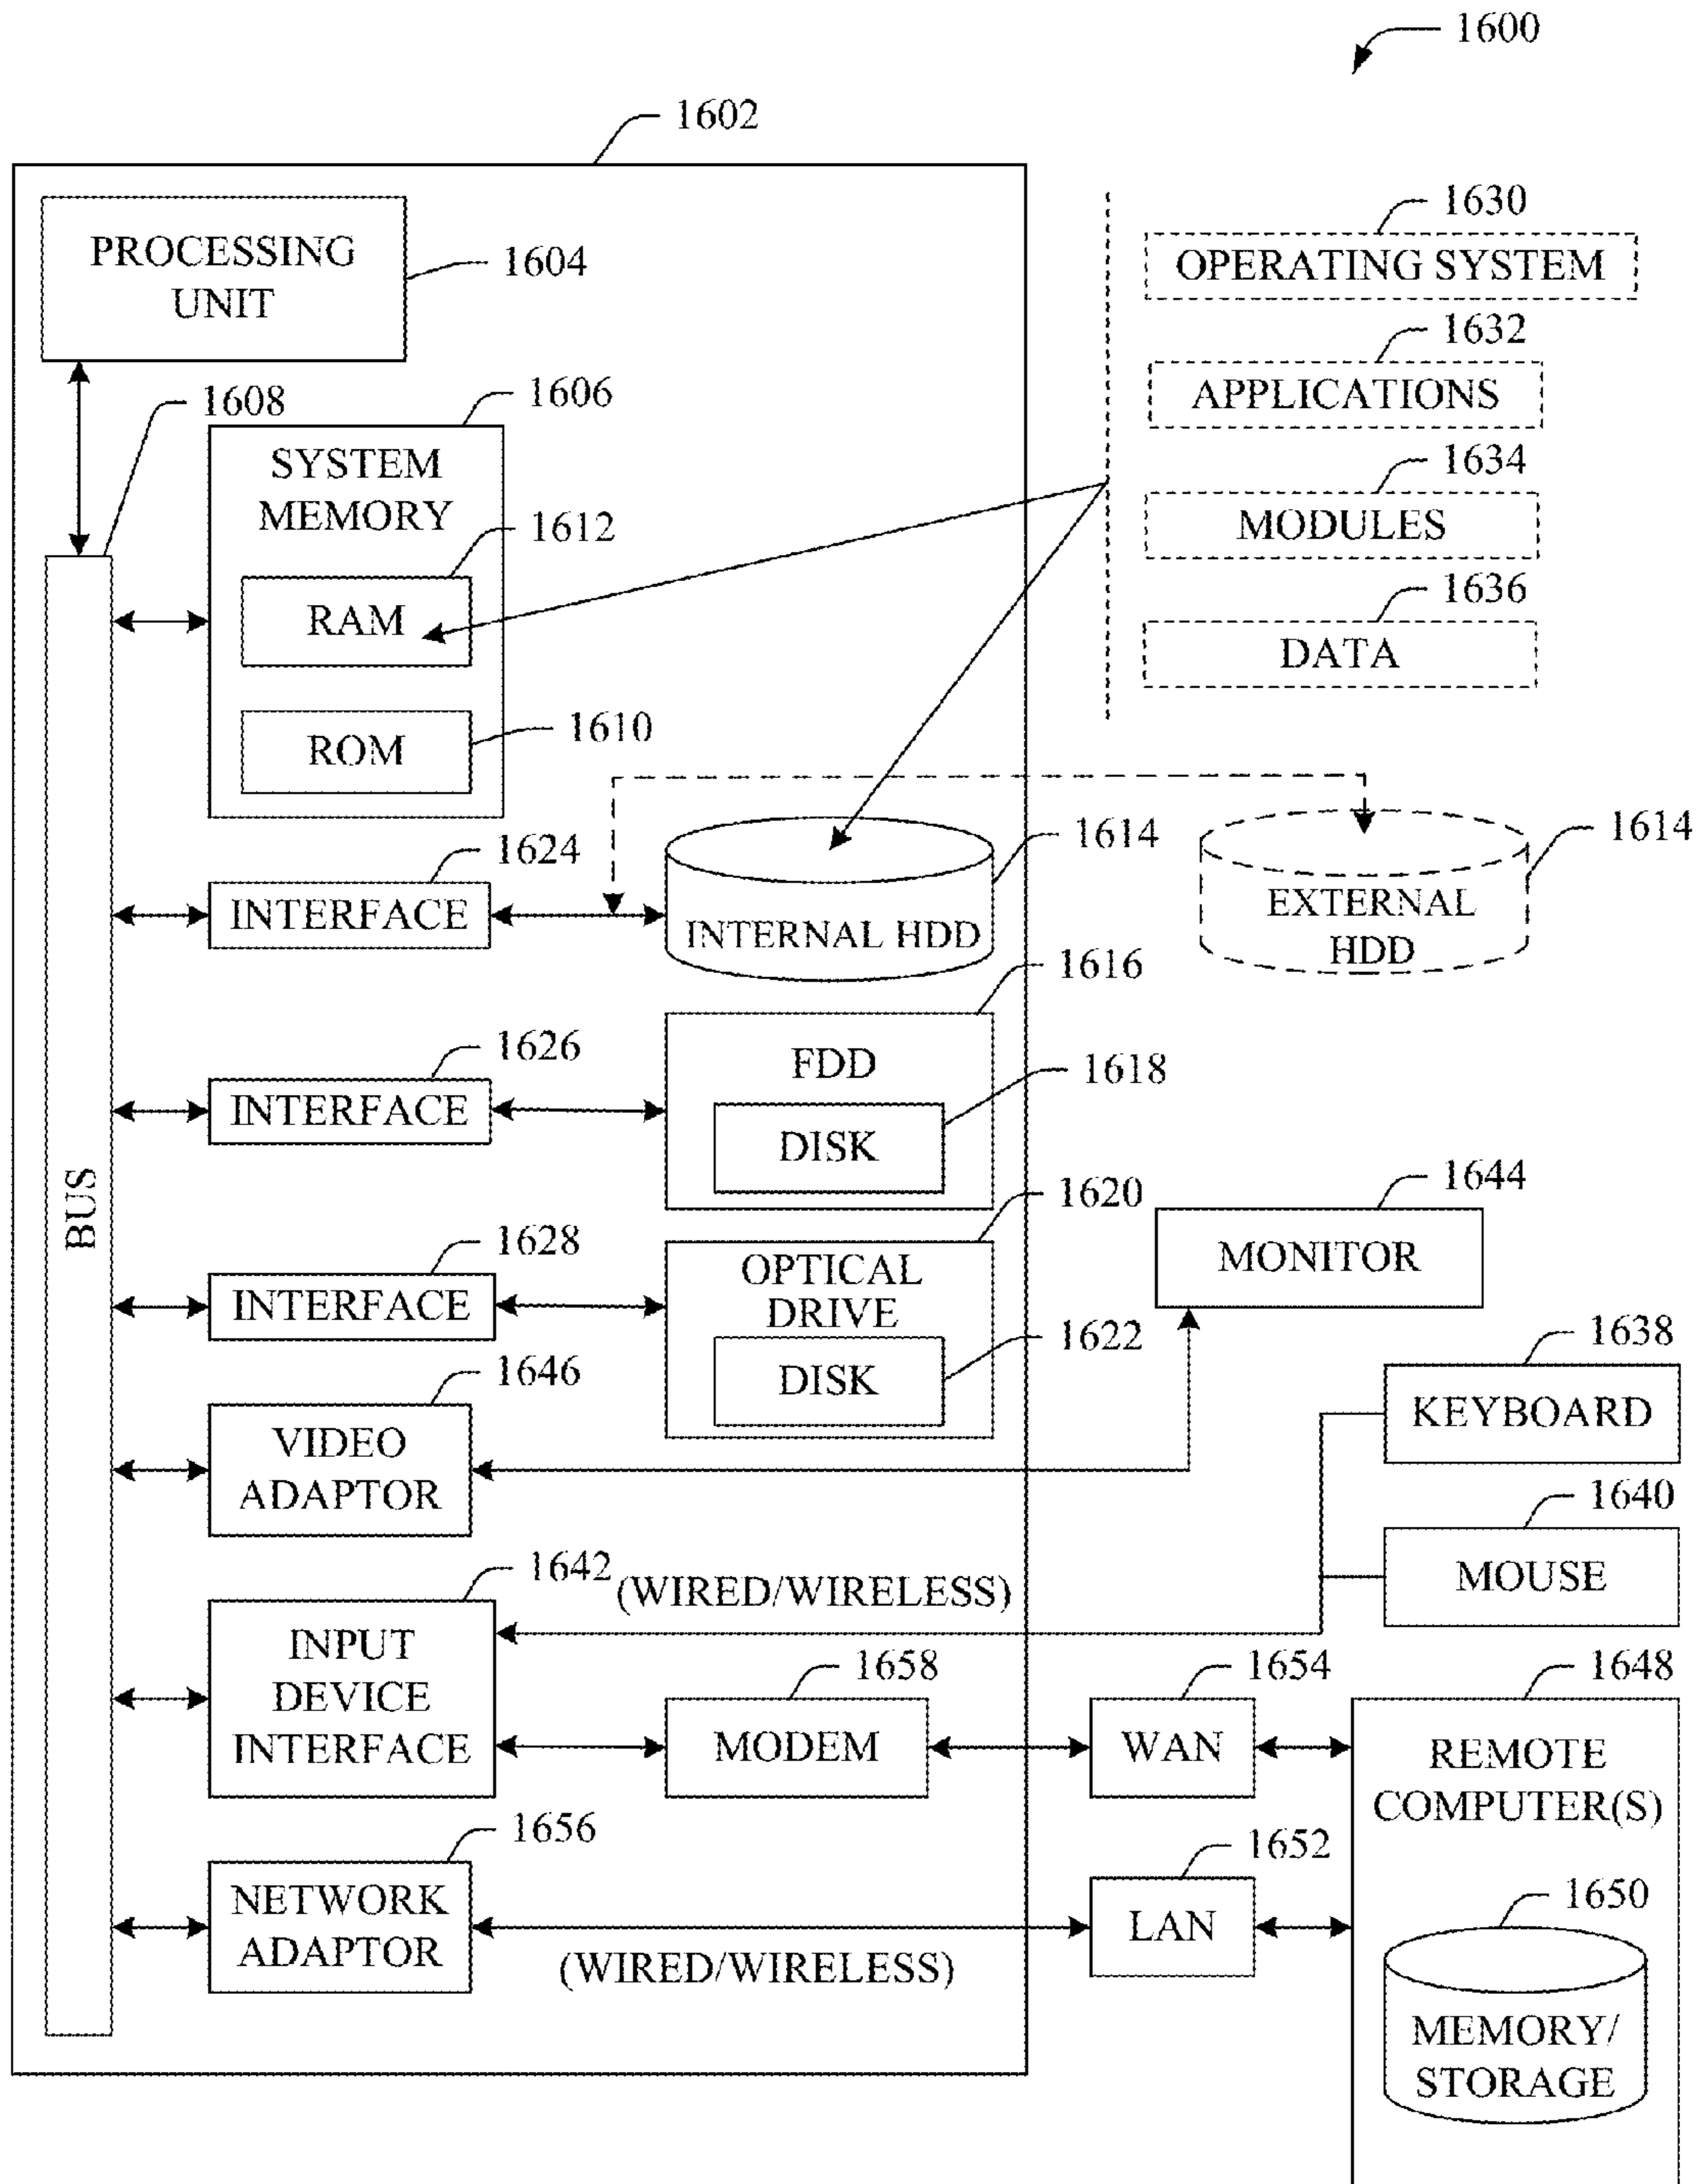 1600
1602
PROCESSING
UNIT
1604
1630
OPERATING SYSTEM
1632
APPLICATIONS
1634
MODULES
1636
DATA
1608
1606
SYSTEM
MEMORY
1612
RAM
1610
ROM
1624
INTERFACE
1614
INTERNAL HDD
1614
EXTERNAL
HDD
1616
1626
INTERFACE
FDD
1618
DISK
BUS
1620
1628
INTERFACE
OPTICAL
DRIVE
1622
DISK
1644
MONITOR
1638
KEYBOARD
1646
VIDEO
ADAPTOR
1640
MOUSE
1642
(WIRED/WIRELESS)
INPUT
DEVICE
INTERFACE
1658
MODEM
1654
WAN
1648
REMOTE
COMPUTER(S)
1656
NETWORK
ADAPTOR
(WIRED/WIRELESS)
1652
LAN
1650
MEMORY/
STORAGE